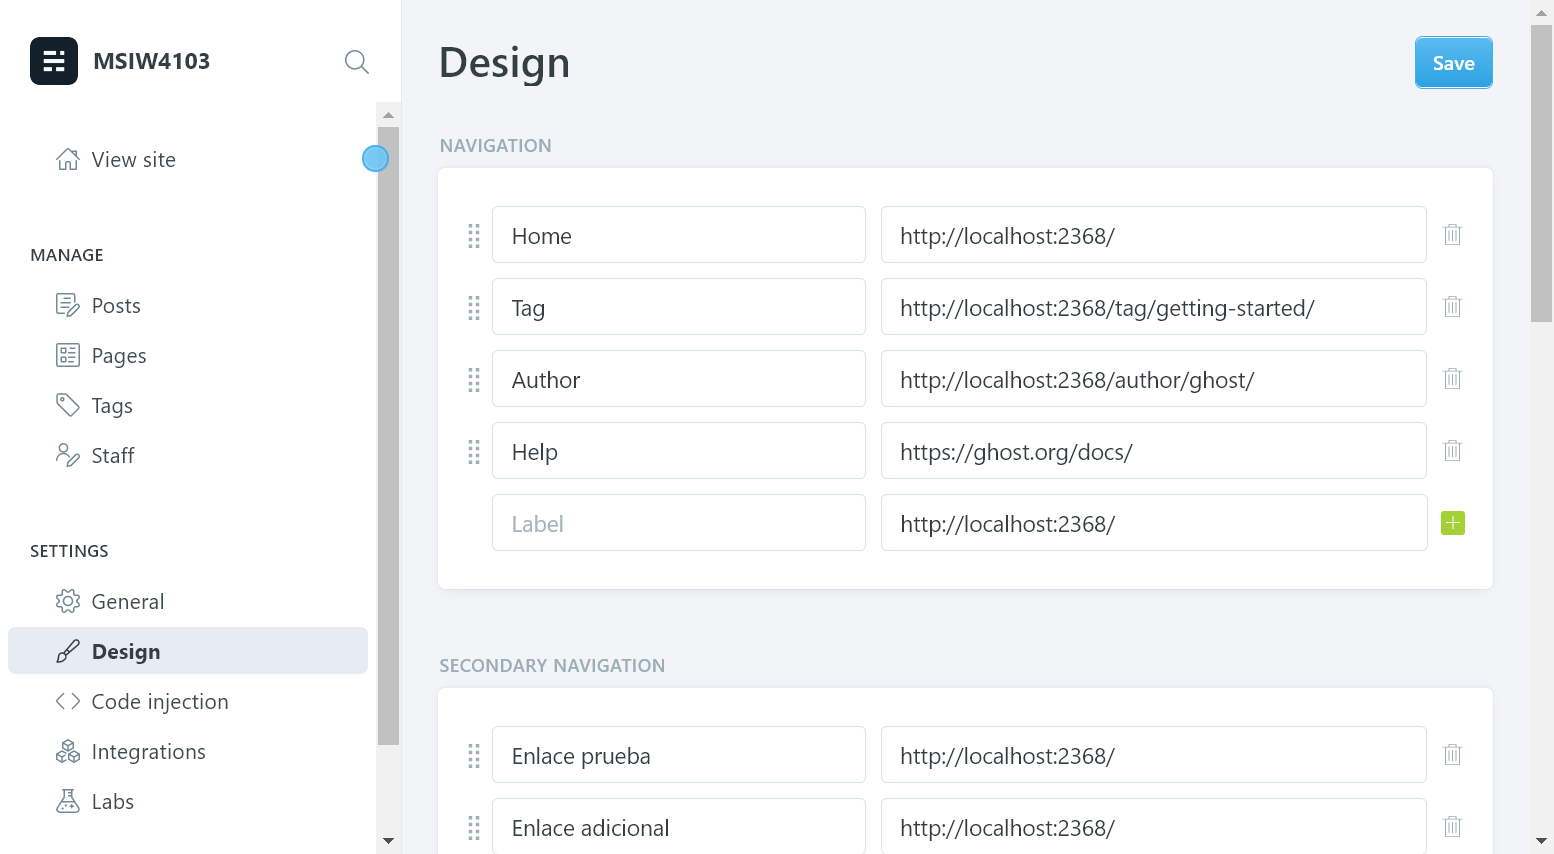 MSIW4103
View site
MANAGE
Posts
Pages
Tags
Staff
SETTINGS
General
Design
Code injection
Integrations
Labs
Design
Save
NAVIGATION
Home http://localhost:2368/
Tag http://localhost:2368/tag/getting-started/
Author http://localhost:2368/author/ghost/
Help https://ghost.org/docs/
Label http://localhost:2368/
SECONDARY NAVIGATION
Enlace prueba http://localhost:2368/
Enlace adicional http://localhost:2368/